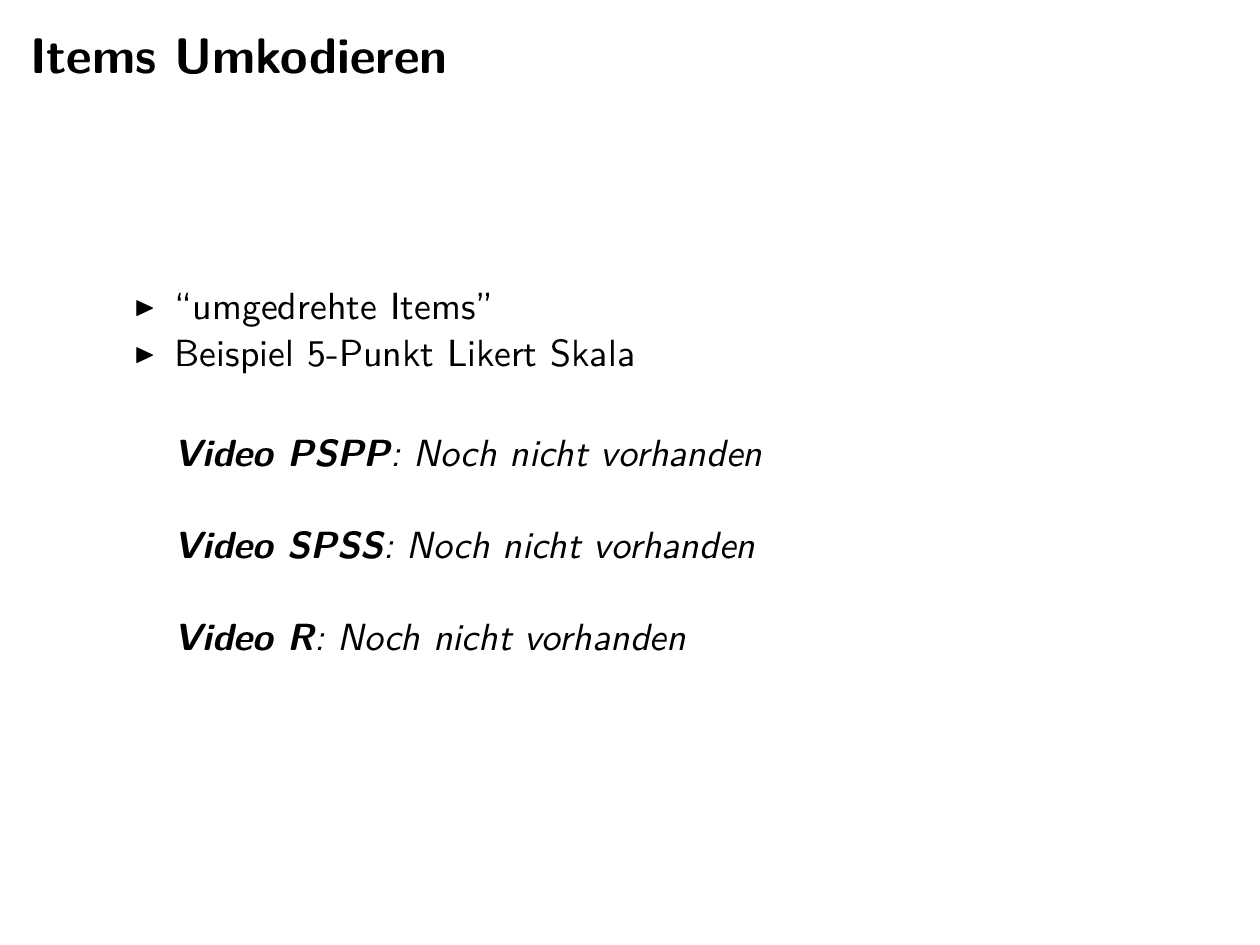 Items Umkodieren
▶ “umgedrehte Items”
▶ Beispiel 5-Punkt Likert Skala
Video PSPP: Noch nicht vorhanden
Video SPSS: Noch nicht vorhanden
Video R: Noch nicht vorhanden